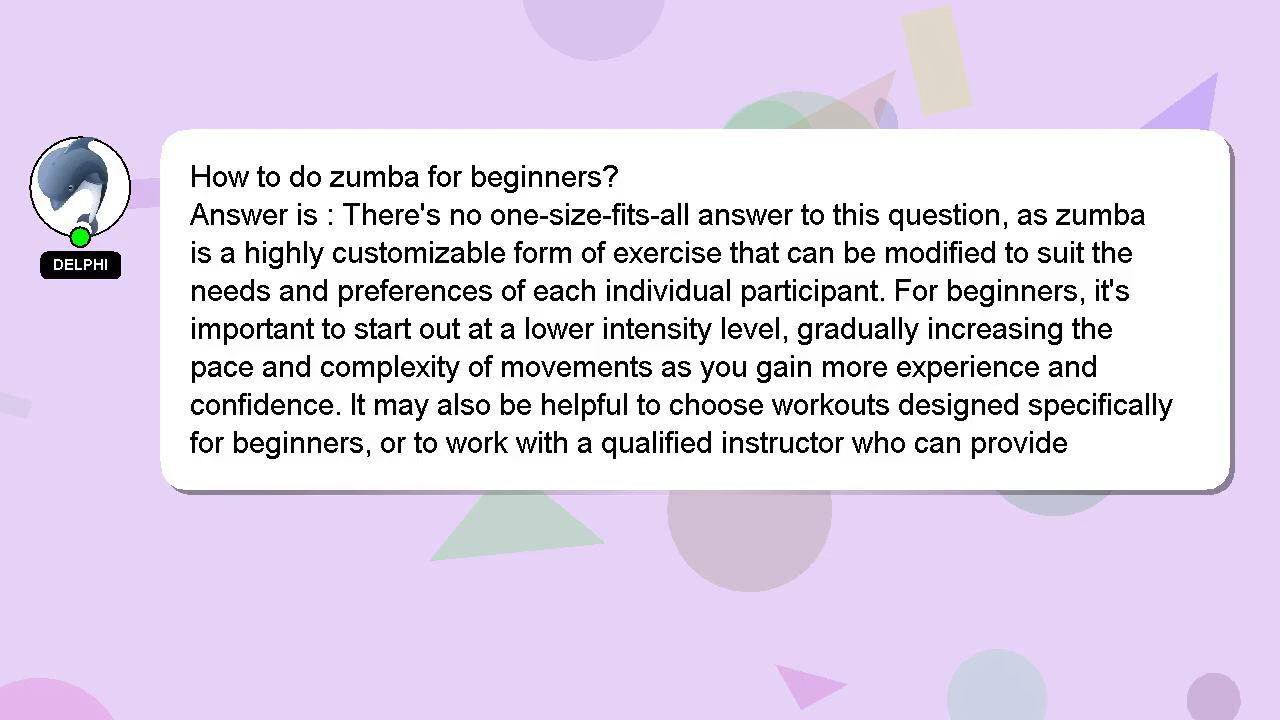 How to do zumba for beginners?
Answer is : There's no one-size-fits-all answer to this question, as zumba
is a highly customizable form of exercise that can be modified to suit the
needs and preferences of each individual participant. For beginners, it's
important to start out at a lower intensity level, gradually increasing the
pace and complexity of movements as you gain more experience and
confidence. It may also be helpful to choose workouts designed specifically
for beginners, or to work with a qualified instructor who can provide
DELPHI